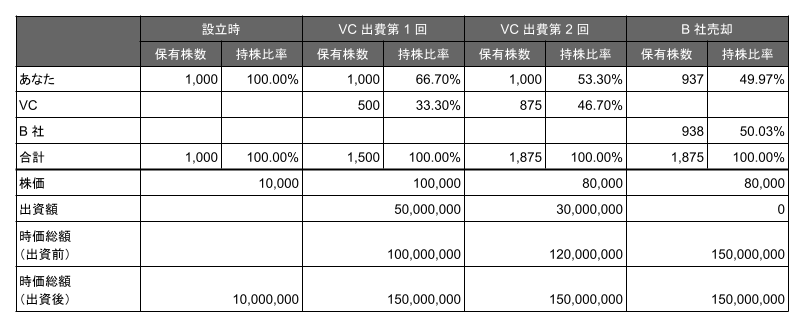 設立時 VC 出費第 1 回 VC 出費第 2 回 B 社売却
保有株数 持株比率 保有株数 持株比率 保有株数 持株比率 保有株数 持株比率
あなた 1,000 100.00% 1,000 66.70% 1,000 53.30% 937 49.97%
VC 500 33.30% 875 46.70%
B 社 938 50.03%
合計 1,000 100.00% 1,500 100.00% 1,875 100.00% 1,875 100.00%
株価 10,000 100,000 80,000 80,000
出資額 50,000,000 30,000,000 0
時価総額
（出資前） 100,000,000 120,000,000 150,000,000
時価総額
（出資後） 10,000,000 150,000,000 150,000,000 150,000,000